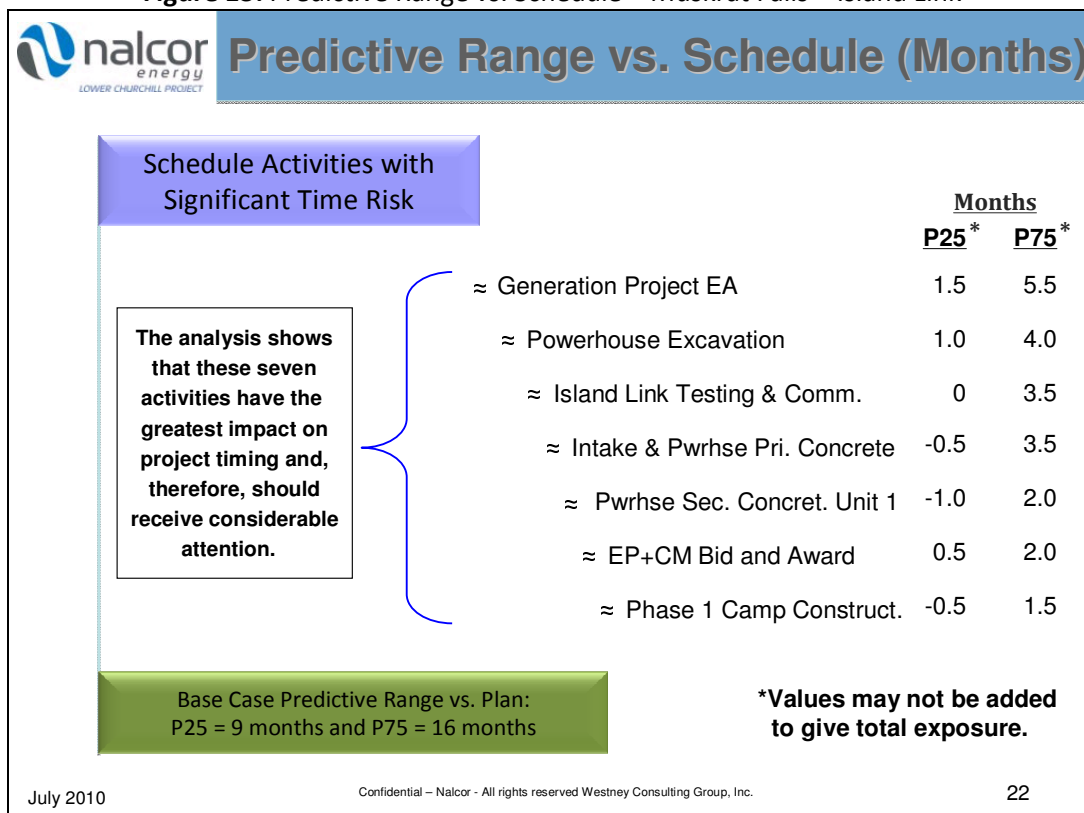 nalcor
energy
LOWER CHURCHILL PROJECT
Predictive Range vs. Schedule (Months)
Schedule Activities with
Significant Time Risk
Months
P25* P75*
The analysis shows
that these seven
activities have the
greatest impact on
project timing and,
therefore, should
receive considerable
attention.
≈ Generation Project EA 1.5 5.5
≈ Powerhouse Excavation 1.0 4.0
≈ Island Link Testing & Comm. 0 3.5
≈ Intake & Pwrhse Pri. Concrete -0.5 3.5
≈ Pwrhse Sec. Concret. Unit 1 -1.0 2.0
≈ EP+CM Bid and Award 0.5 2.0
≈ Phase 1 Camp Construct. -0.5 1.5
Base Case Predictive Range vs. Plan:
P25 = 9 months and P75 = 16 months
*Values may not be added
to give total exposure.
July 2010
Confidential – Nalcor - All rights reserved Westney Consulting Group, Inc.
22